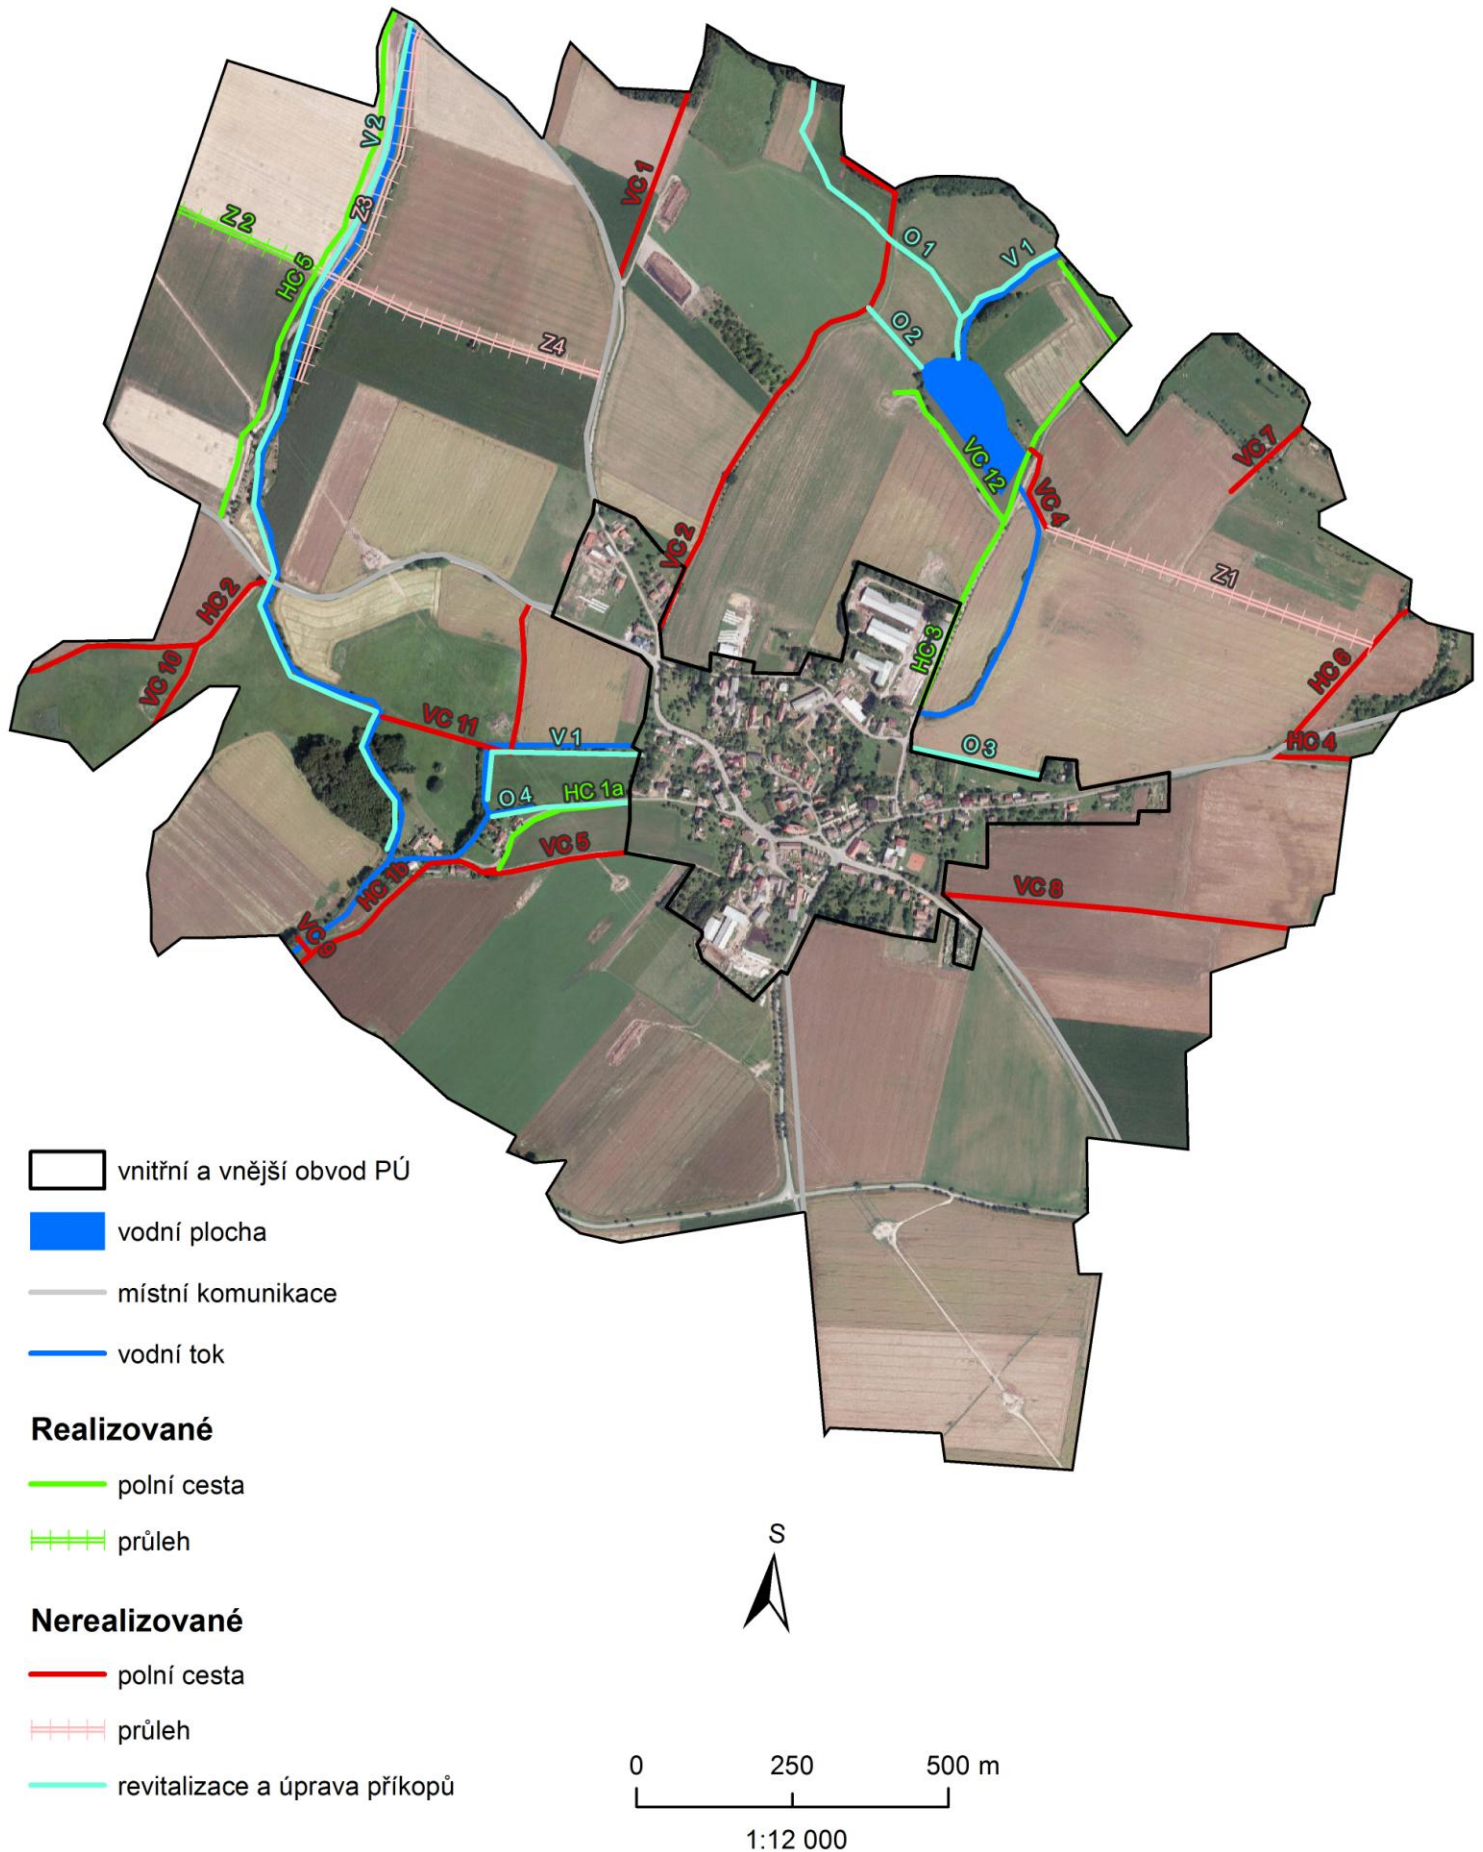 V 2
VC 1
Z 2
Z3
HC 5
O 1
V 1
O 2
Z4
VC 12
VC 7
VC 4
VC 2
Z1
HC 2
HC 3
VC 10
HC 6
VC 11
V 1
O 3
HC 4
O 4
HC 1a
VC 5
HC 1b
VC 8
VC 9
vnitřní a vnější obvod PÚ
vodní plocha
místní komunikace
vodní tok
Realizované
polní cesta
průleh
Nerealizované
polní cesta
průleh
revitalizace a úprava příkopů
S
0 250 500 m
1:12 000